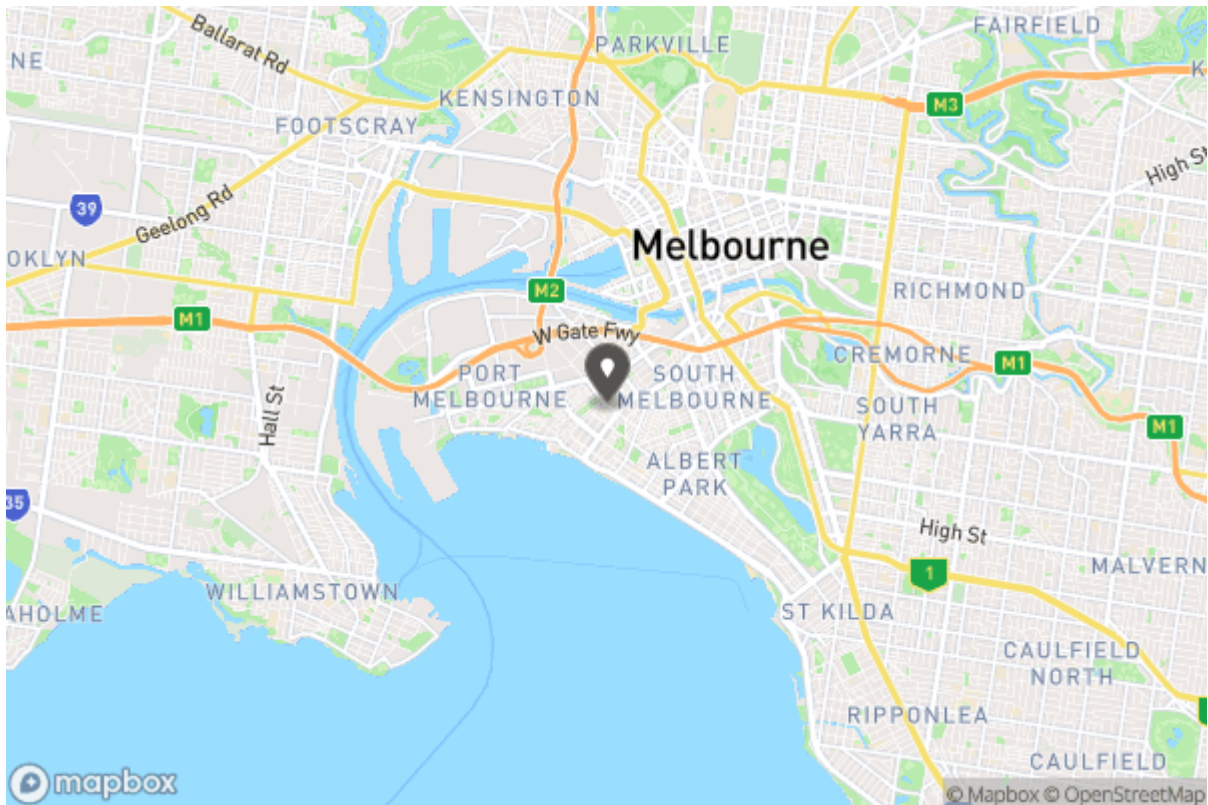 FAIRFIELD
Ballarat Rd
PARKVILLE
NE
K
KENSINGTON
M3
FOOTSCRAY
High St
39
Geelong Rd
Melbourne
OKLYN
M2
RICHMOND
M1
W Gate Fwy
CREMORNE
M1
PORT
MELBOURNE
SOUTH
MELBOURNE
Hall St
SOUTH
YARRA
M1
ALBERT
PARK
35
High St
1
MALVERN
WILLIAMSTOWN
AHOLME
ST KILDA
CAULFIELD
NORTH
RIPPONLEA
CAULFIELD
mapbox
© Mapbox © OpenStreetMap